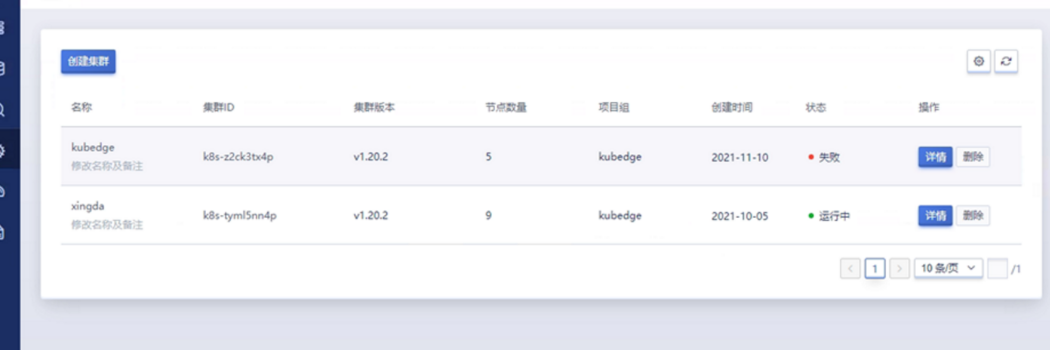 创建集群
名称 集群ID 集群版本 节点数量 项目组 创建时间 状态 操作
kubedge
修改名称及备注
k8s-z2ck3tx4p v1.20.2 5 kubedge 2021-11-10 失败 详情 删除
xingda
修改名称及备注
k8s-tyml5nn4p v1.20.2 9 kubedge 2021-10-05 运行中 详情 删除
< 1 > 10 条/页 /1